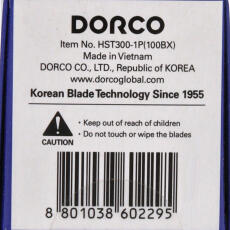 DORCO
Item No. HST300-1P(100BX)
Made in Vietnam
DORCO CO., LTD., Republic of KOREA
www.dorcoglobal.com
Korean Blade Technology Since 1955
• Keep out of reach of children
• Do not touch or wipe the blade(s)
CAUTION
8 801038 602295